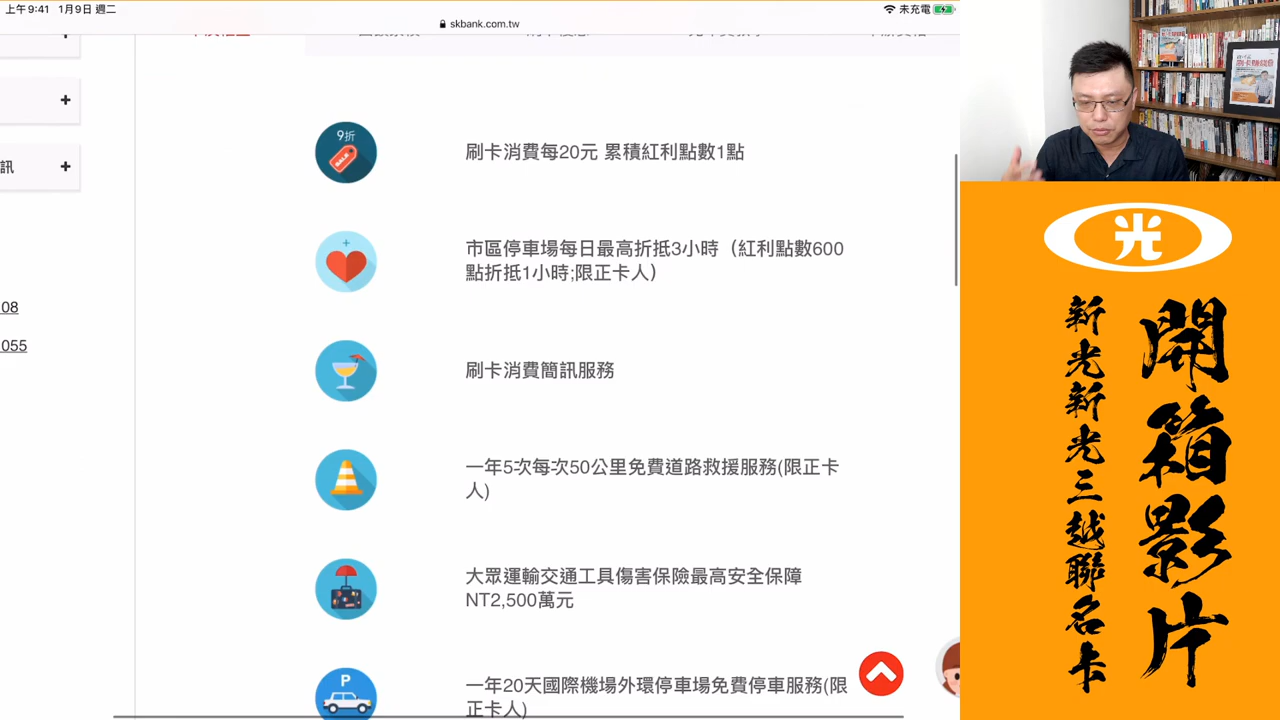 上午9:41 1月9日 週二
未充電
skbank.com.tw
訊
08
055
9折
SALE
刷卡消費每20元 累積紅利點數1點
市區停車場每日最高折抵3小時（紅利點數600
點折抵1小時;限正卡人）
刷卡消費簡訊服務
一年5次每次50公里免費道路救援服務(限正卡
人)
大眾運輸交通工具傷害保險最高安全保障
NT2,500萬元
P
一年20天國際機場外環停車場免費停車服務(限
正卡人)
光
開箱影片
新光新光三越聯名卡